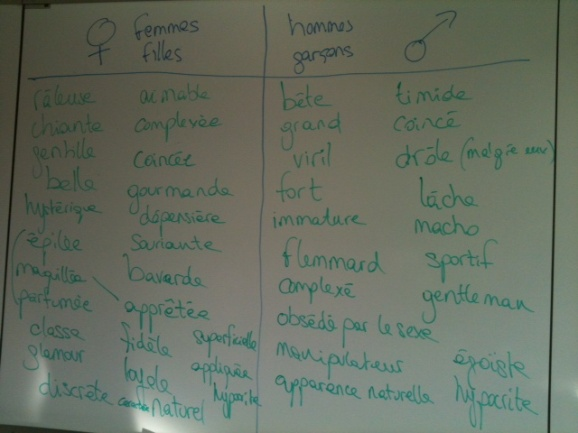 ♀ femmes
filles
râleuse aimable
chiante complexée
gentille coincée
belle gourmande
hystérique dépensière
épilée souriante
maquillée bavarde
parfumée apprêtée
classe fidèle superficielle
glamour laide appliquée
discrète naturel hypocrite
hommes
garçons ♂
bête timide
grand coincé
viril drôle (malgré eux)
fort lâche
immature macho
flemmard sportif
complexé gentleman
obsédé par le sexe
manipulateur égoïste
apparence naturelle hypocrite